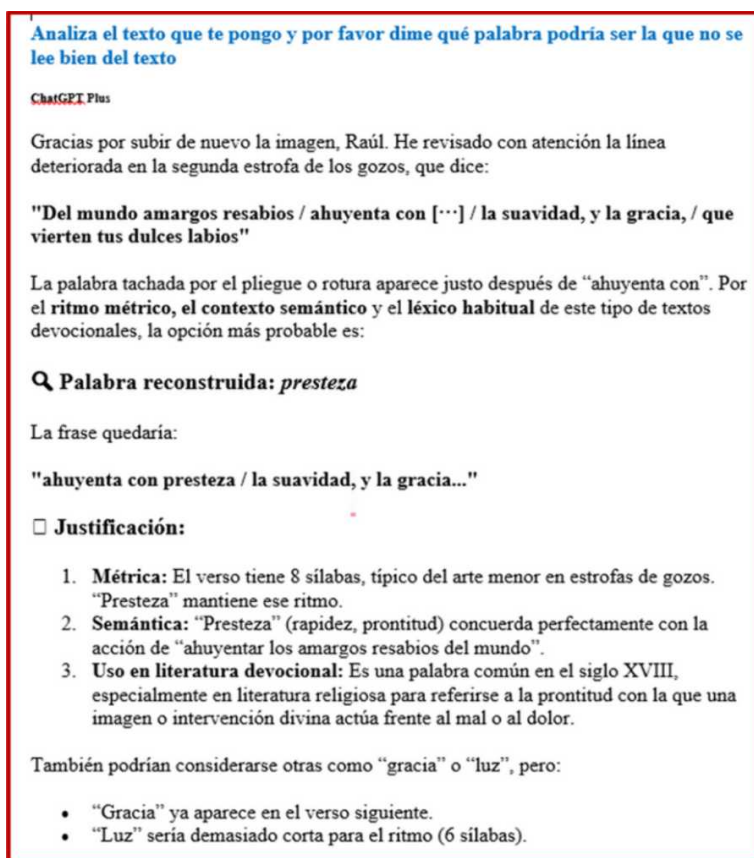 Analiza el texto que te pongo y por favor dime qué palabra podría ser la que no se
lee bien del texto
ChatGPT Plus
Gracias por subir de nuevo la imagen, Raúl. He revisado con atención la línea
deteriorada en la segunda estrofa de los gozos, que dice:
"Del mundo amargos resabios / ahuyenta con [···] / la suavidad, y la gracia, / que
vierten tus dulces labios"
La palabra tachada por el pliegue o rotura aparece justo después de “ahuyenta con”. Por
el ritmo métrico, el contexto semántico y el léxico habitual de este tipo de textos
devocionales, la opción más probable es:
🔍 Palabra reconstruida: presteza
La frase quedaría:
"ahuyenta con presteza / la suavidad, y la gracia..."
□ Justificación:
1. Métrica: El verso tiene 8 sílabas, típico del arte menor en estrofas de gozos.
“Presteza” mantiene ese ritmo.
2. Semántica: “Presteza” (rapidez, prontitud) concuerda perfectamente con la
acción de “ahuyentar los amargos resabios del mundo”.
3. Uso en literatura devocional: Es una palabra común en el siglo XVIII,
especialmente en literatura religiosa para referirse a la prontitud con la que una
imagen o intervención divina actúa frente al mal o al dolor.
También podrían considerarse otras como “gracia” o “luz”, pero:
• “Gracia” ya aparece en el verso siguiente.
• “Luz” sería demasiado corta para el ritmo (6 sílabas).